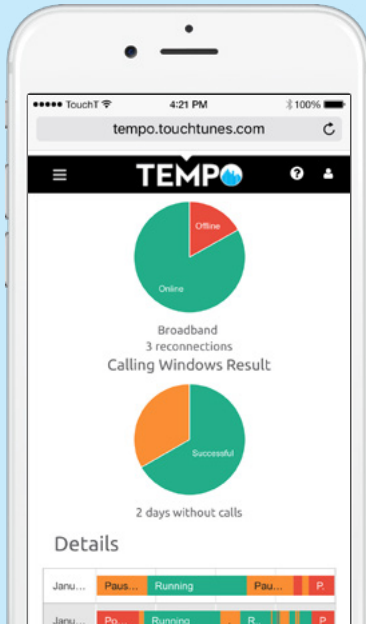 TouchT 4:21 PM 100%
tempo.touchtunes.com
TEMPO
Offline
Online
Broadband
3 reconnections
Calling Windows Result
Successful
2 days without calls
Details
Janu... Paus... Running Pau... P.
Janu... Po... Running R... P